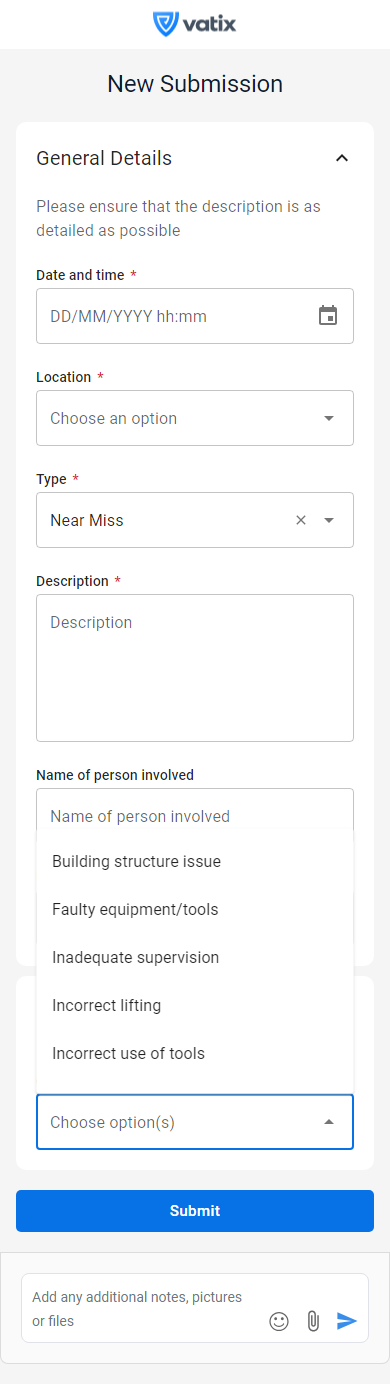 vatix
New Submission
General Details
Please ensure that the description is as
detailed as possible
Date and time *
DD/MM/YYYY hh:mm
Location *
Choose an option
Type *
Near Miss
Description *
Description
Name of person involved
Name of person involved
Building structure issue
Faulty equipment/tools
Inadequate supervision
Incorrect lifting
Incorrect use of tools
Choose option(s)
Submit
Add any additional notes, pictures
or files